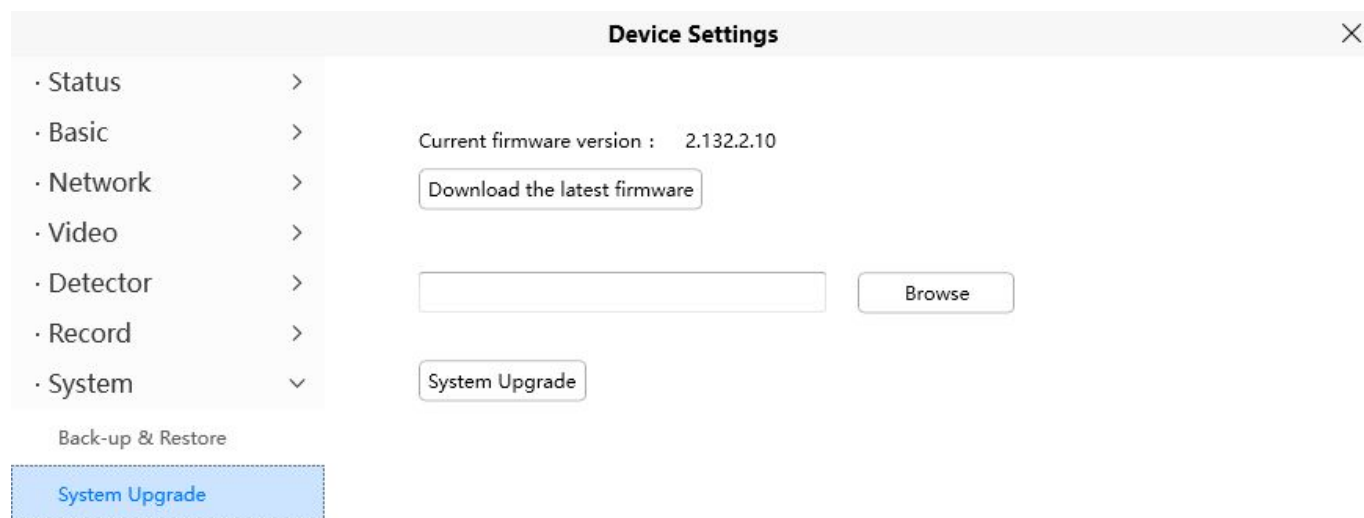 Device Settings
· Status
· Basic
· Network
· Video
· Detector
· Record
· System
Back-up & Restore
System Upgrade
Current firmware version : 2.132.2.10
Download the latest firmware
Browse
System Upgrade